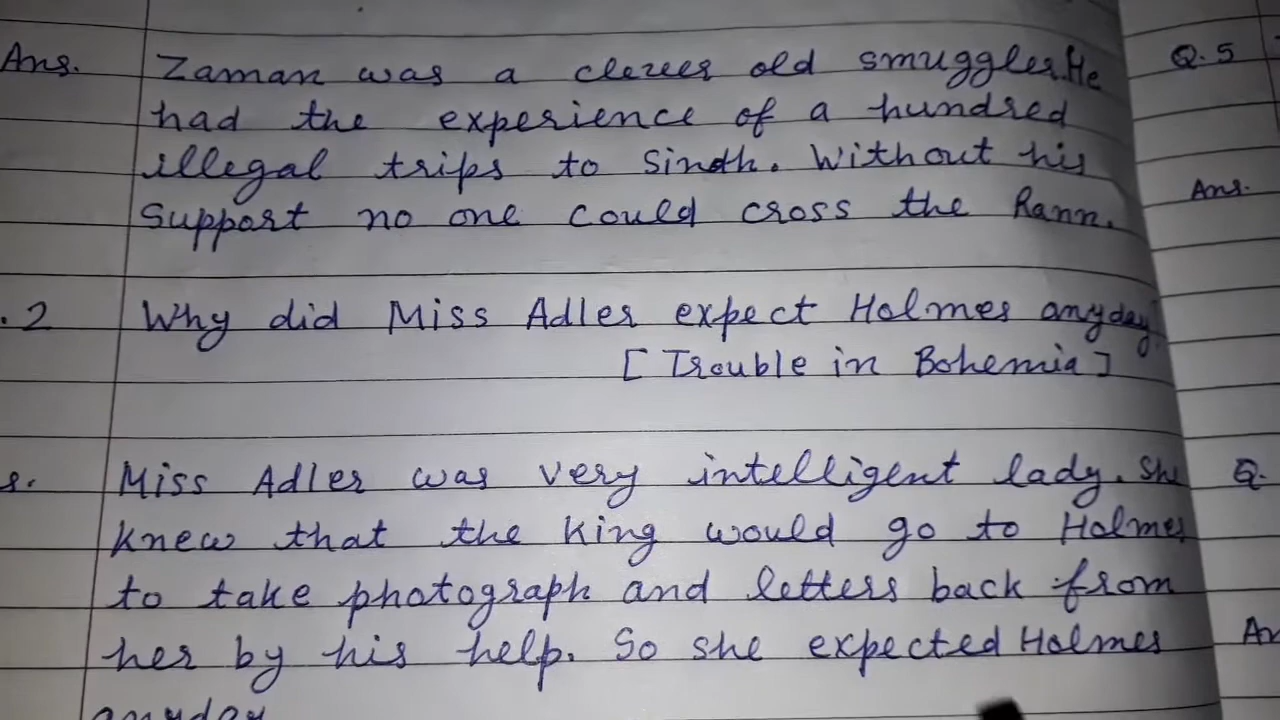 Ans. Zaman was a clever old smuggler. He
had the experience of a hundred
illegal trips to Sindh. Without his
Support no one could cross the Rann.
.2 Why did Miss Adler expect Holmes anyday
[Trouble in Bohemia]
s. Miss Adler was very intelligent lady. She
knew that the King would go to Holmes
to take photograph and letters back from
her by his help. So she expected Holmes
anyday
Q.5
Ans.
Q.
An